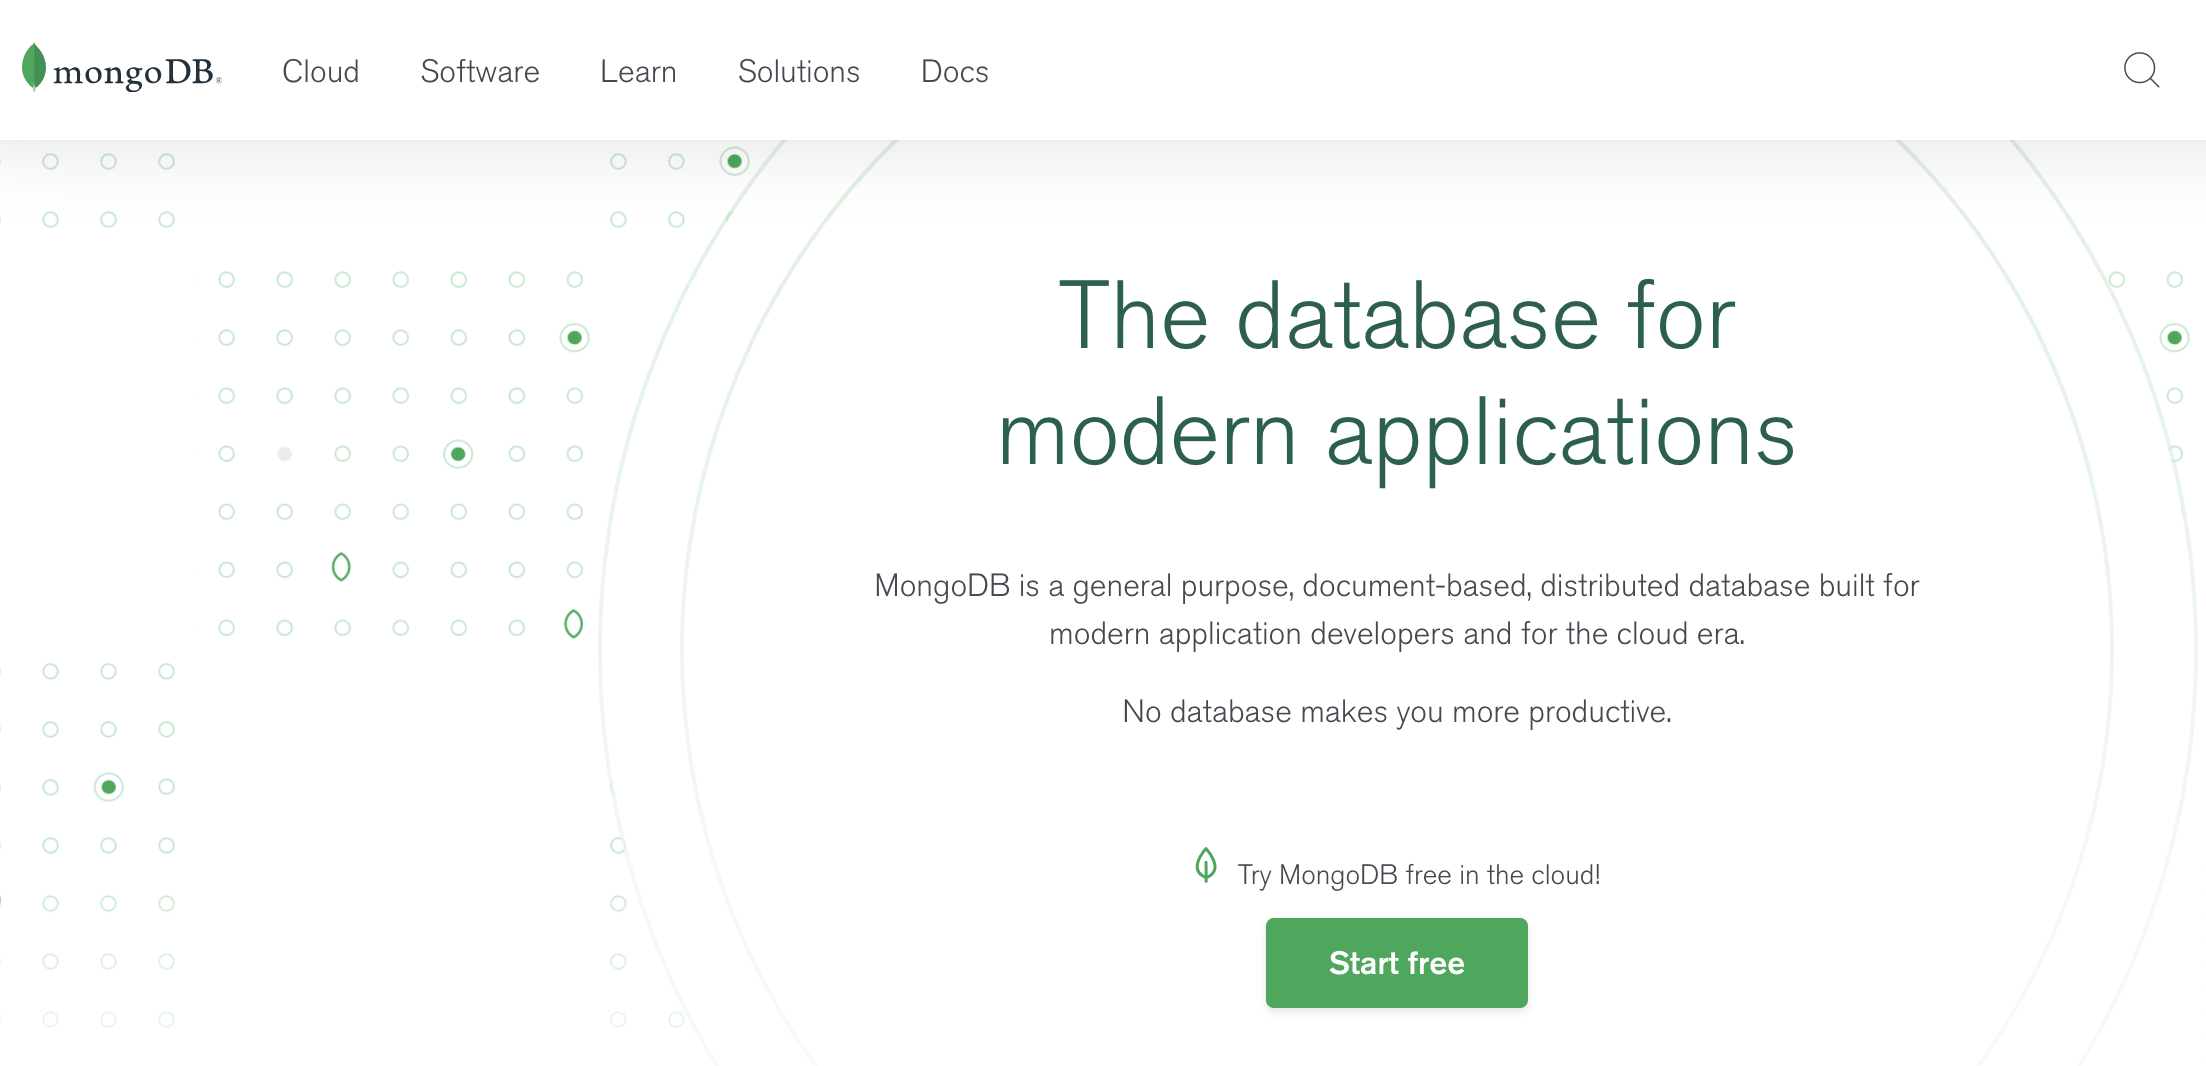 mongoDB®
Cloud
Software
Learn
Solutions
Docs
The database for
modern applications
MongoDB is a general purpose, document-based, distributed database built for
modern application developers and for the cloud era.
No database makes you more productive.
Try MongoDB free in the cloud!
Start free